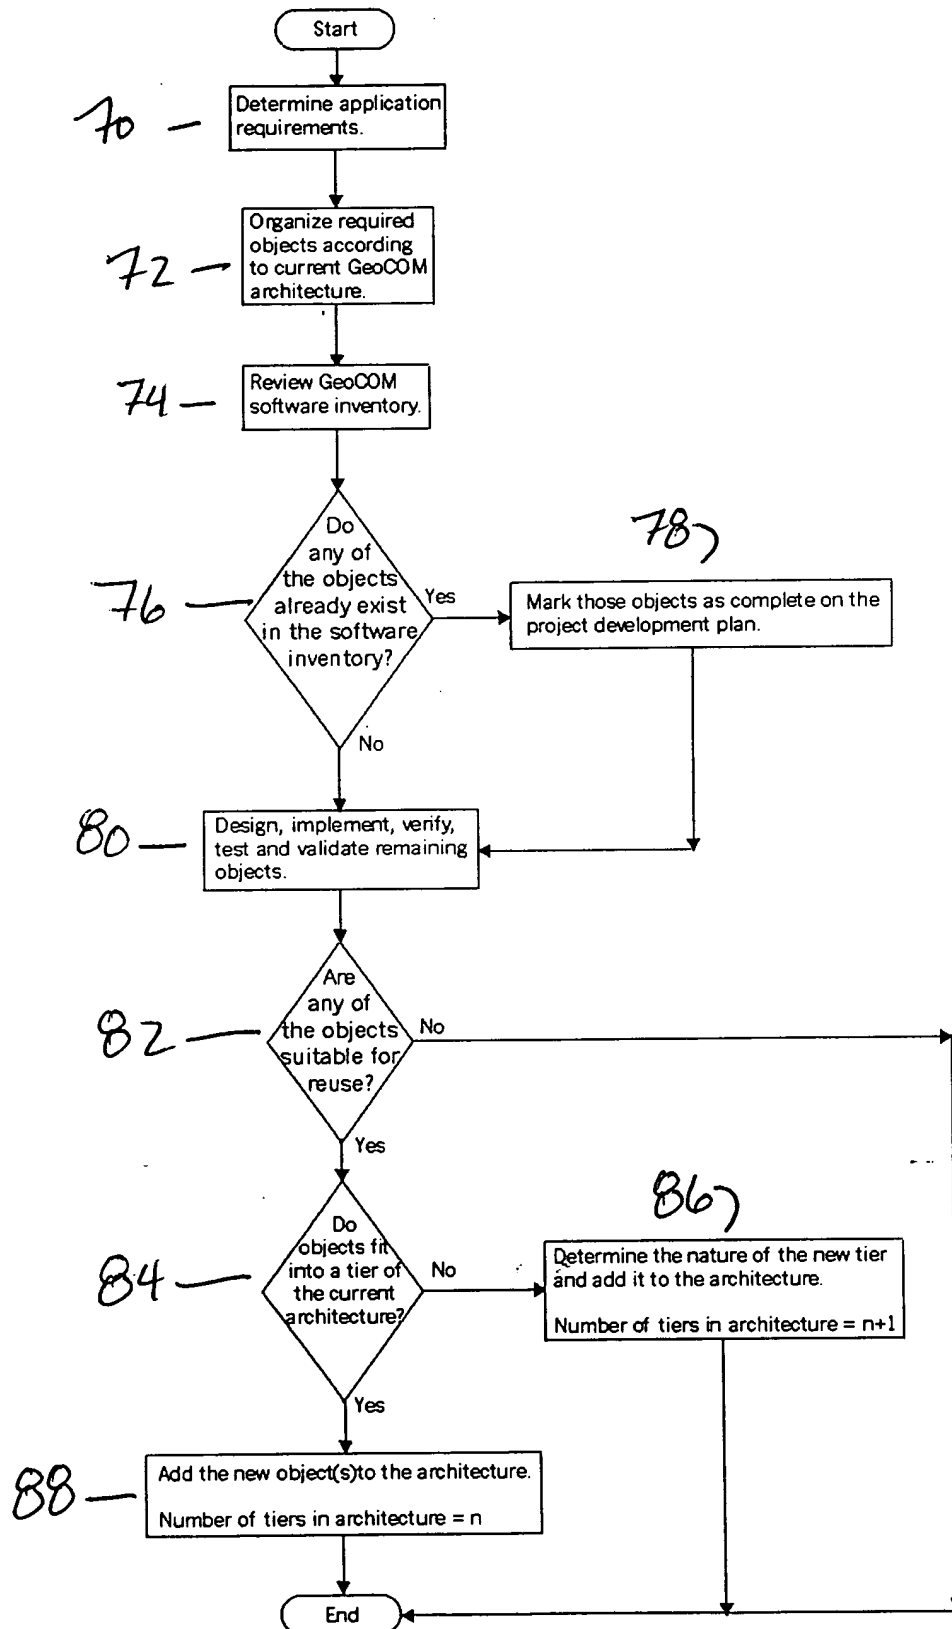 Start
70
Determine application
requirements.
72
Organize required
objects according
to current GeoCOM
architecture.
74
Review GeoCOM
software inventory.
76
Do
any of
the objects
already exist
in the software
inventory?
Yes
78
Mark those objects as complete on the
project development plan.
No
80
Design, implement, verify,
test and validate remaining
objects.
82
Are
any of
the objects
suitable for
reuse?
No
Yes
84
Do
objects fit
into a tier of
the current
architecture?
No
86
Determine the nature of the new tier
and add it to the architecture.
Number of tiers in architecture = n+1
Yes
88
Add the new object(s)to the architecture.
Number of tiers in architecture = n
End